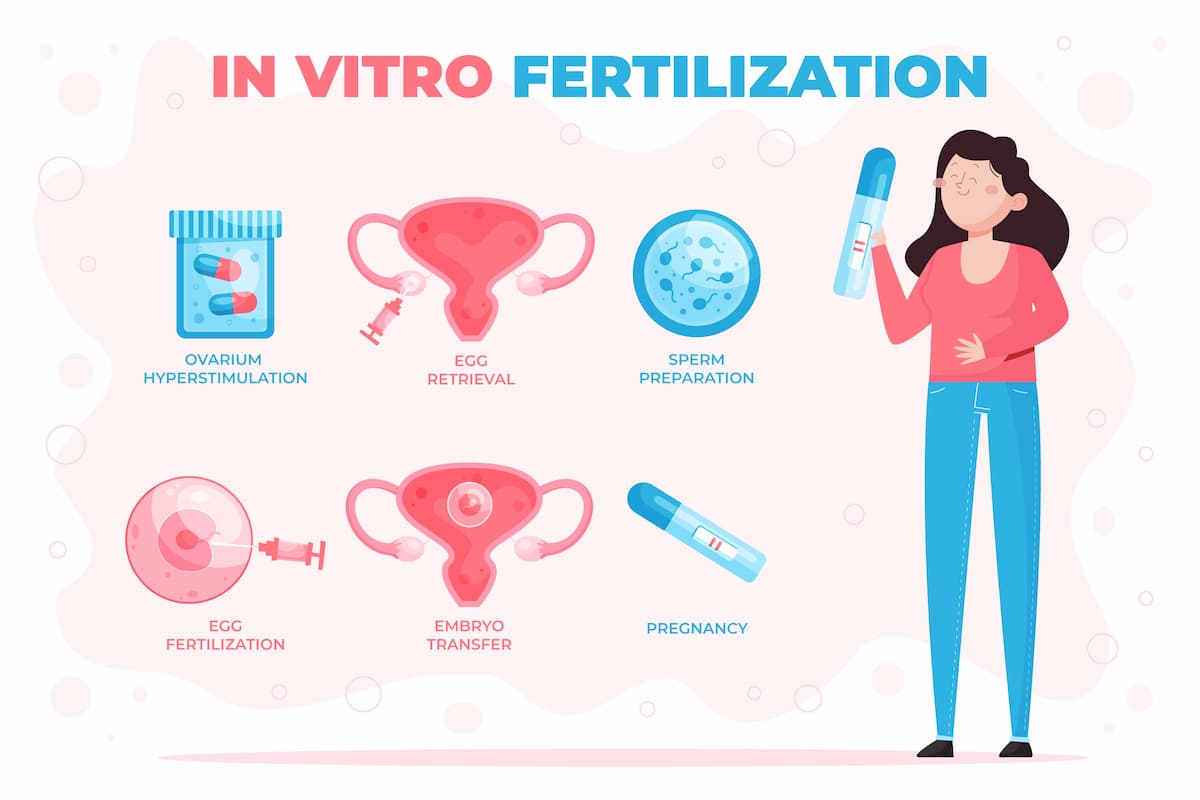 IN VITRO FERTILIZATION
OVARIUM
HYPERSTIMULATION
EGG
RETRIEVAL
SPERM
PREPARATION
EGG
FERTILIZATION
EMBRYO
TRANSFER
PREGNANCY